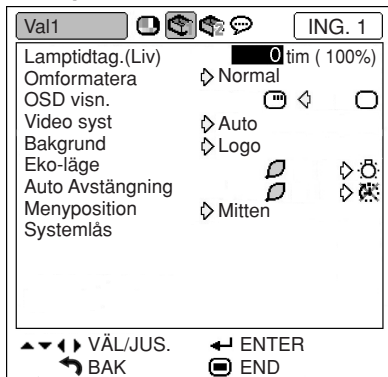 Val1 ING. 1
Lamptidtag.(Liv) 0 tim ( 100%)
Omformatera Normal
OSD visn.
Video syst Auto
Bakgrund Logo
Eko-läge
Auto Avstängning
Menyposition Mitten
Systemlås
VÄL/JUS. ENTER
BAK END